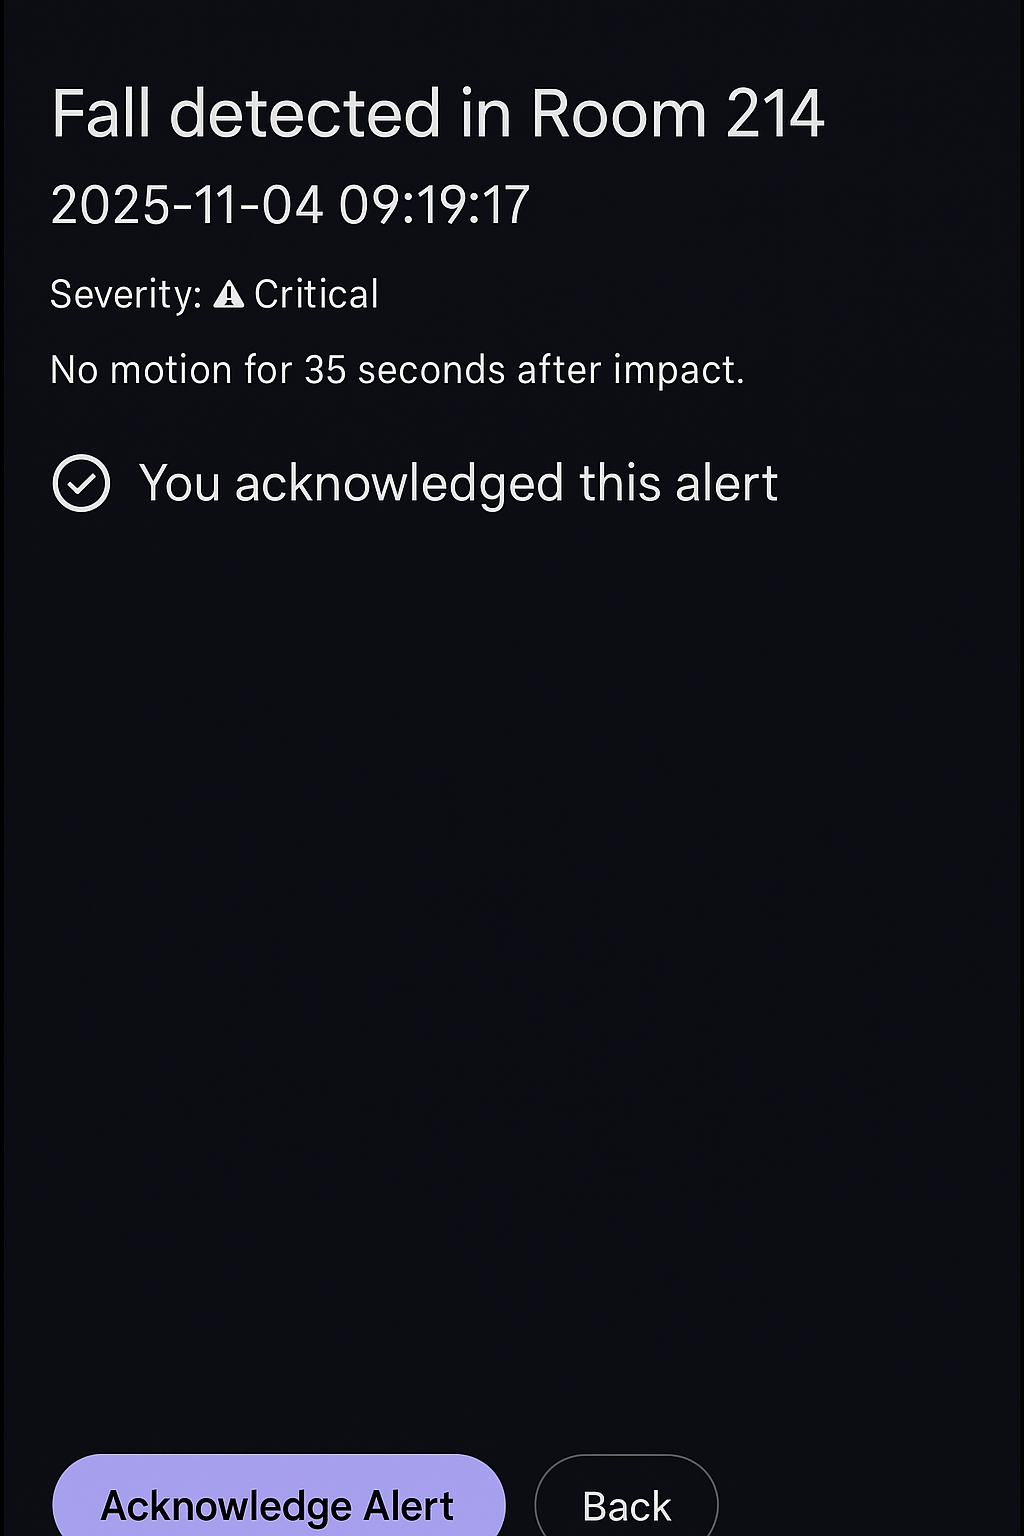 Fall detected in Room 214
2025-11-04 09:19:17
Severity: ⚠ Critical
No motion for 35 seconds after impact.
You acknowledged this alert
Acknowledge Alert
Back